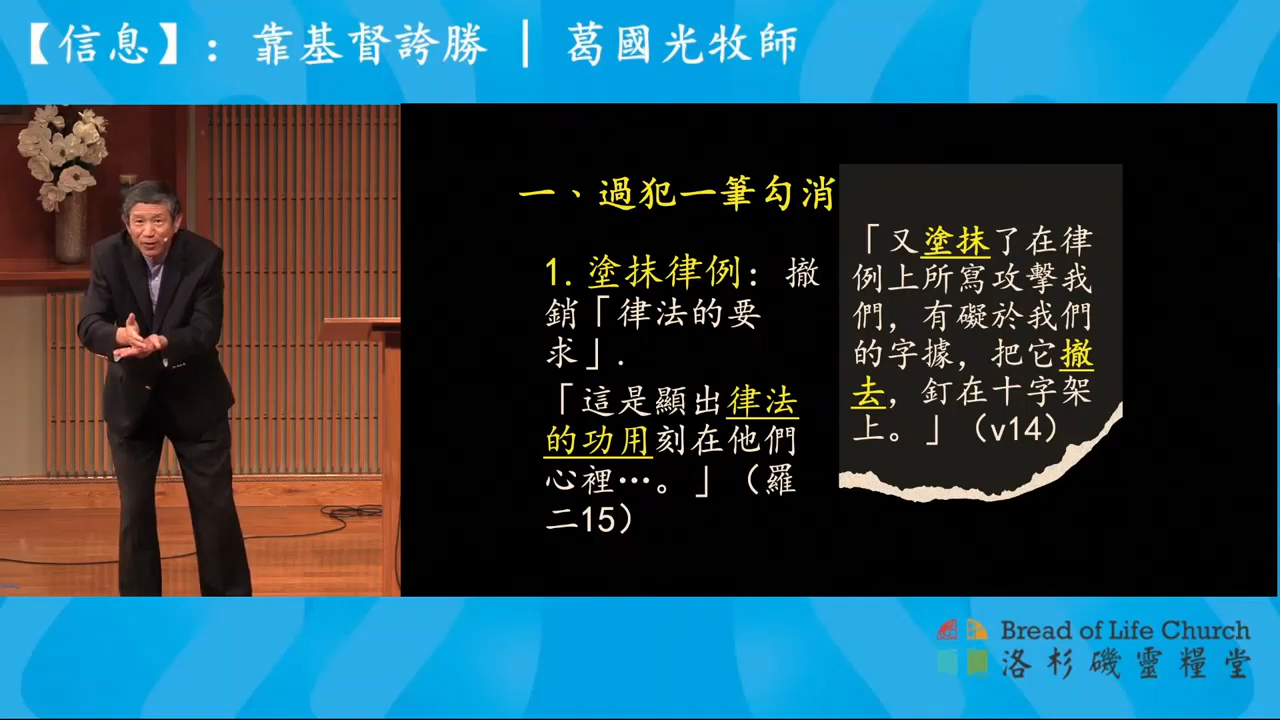 【信息】：靠基督誇勝 | 葛國光牧師
一、過犯一筆勾消
1. 塗抹律例：撤
銷「律法的要
求」.
「這是顯出律法
的功用刻在他們
心裡…。」（羅
二15）
「又塗抹了在律
例上所寫攻擊我
們，有礙於我們
的字據，把它撤
去，釘在十字架
上。」（v14）
Bread of Life Church
洛杉磯靈糧堂